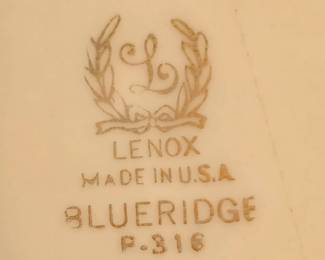 L
LENOX
MADE IN U.S.A
BLUERIDGE
P-316